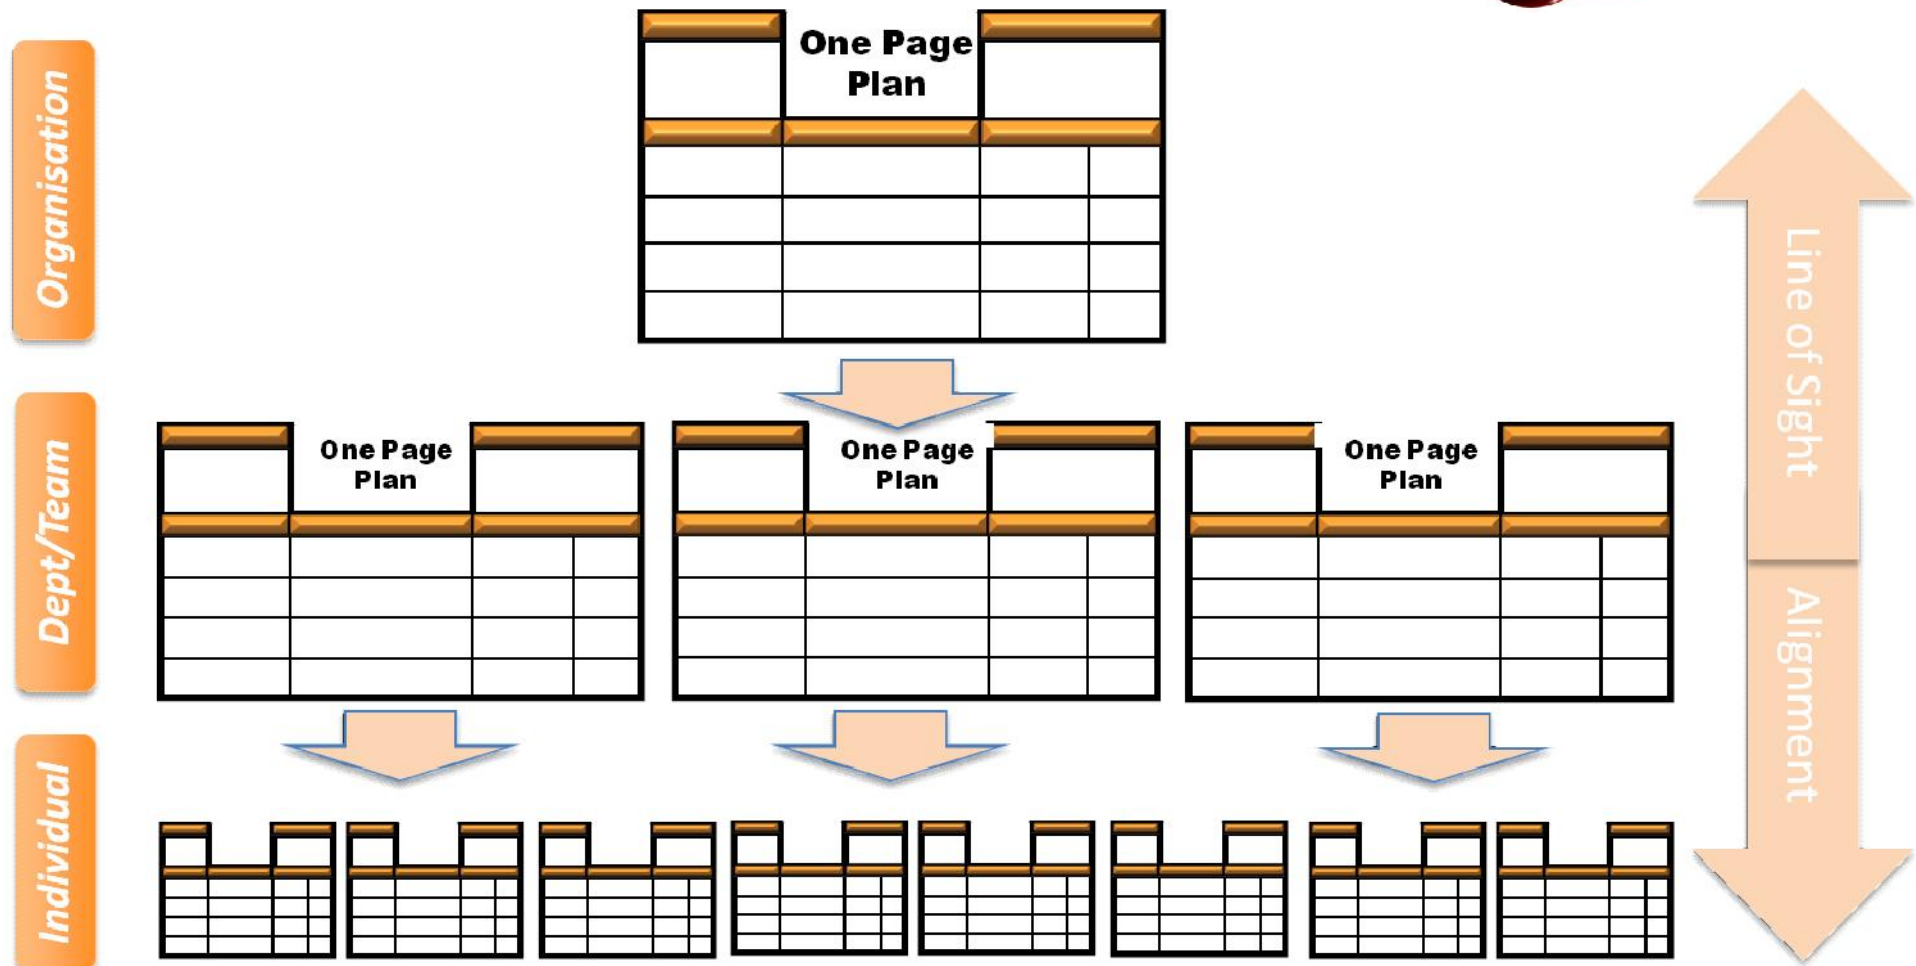 Organisation
One Page
Plan
Line of Sight
Dept/Team
One Page
Plan
One Page
Plan
One Page
Plan
Alignment
Individual